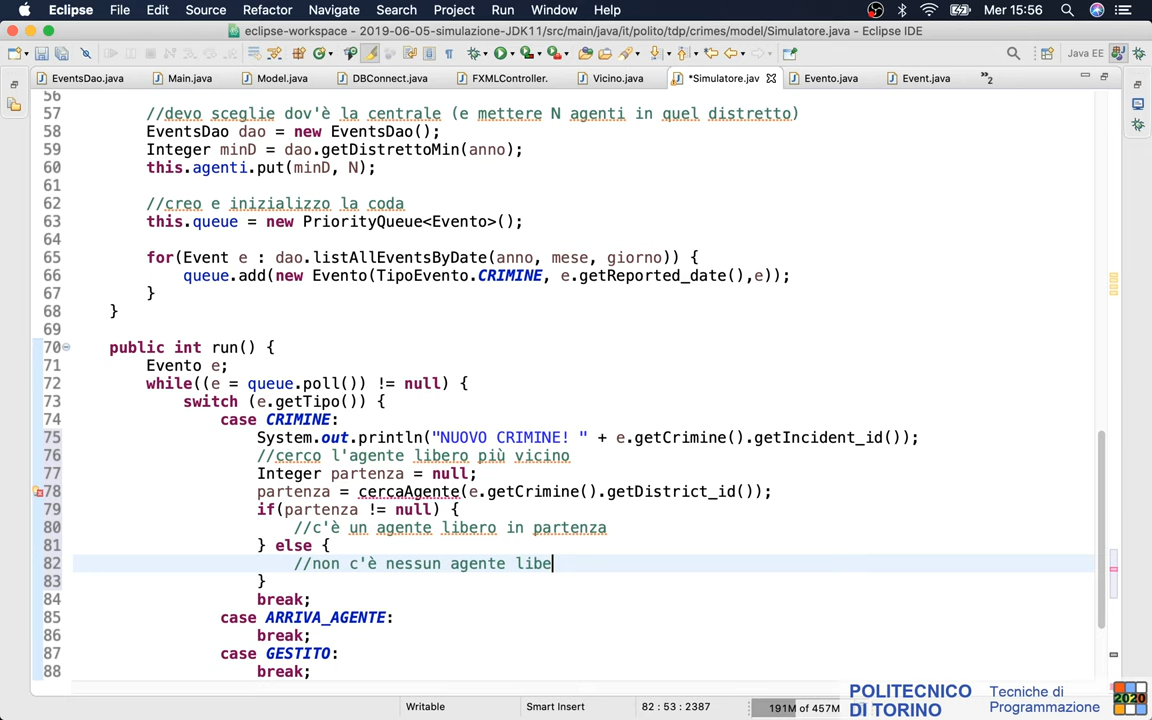 Eclipse File Edit Source Refactor Navigate Search Project Run Window Help Mer 15:56
eclipse-workspace - 2019-06-05-simulazione-JDK11/src/main/java/it/polito/tdp/crimes/model/Simulatore.java - Eclipse IDE
Java EE
EventsDao.java Main.java Model.java DBConnect.java FXMLController. Vicino.java *Simulatore.jav Evento.java Event.java »2
56
57 //devo sceglie dov'è la centrale (e mettere N agenti in quel distretto)
58 EventsDao dao = new EventsDao();
59 Integer minD = dao.getDistrettoMin(anno);
60 this.agenti.put(minD, N);
61
62 //creo e inizializzo la coda
63 this.queue = new PriorityQueue<Evento>();
64
65 for(Event e : dao.listAllEventsByDate(anno, mese, giorno)) {
66 queue.add(new Evento(TipoEvento.CRIMINE, e.getReported_date(),e));
67 }
68 }
69
70 public int run() {
71 Evento e;
72 while((e = queue.poll()) != null) {
73 switch (e.getTipo()) {
74 case CRIMINE:
75 System.out.println("NUOVO CRIMINE! " + e.getCrimine().getIncident_id());
76 //cerco l'agente libero più vicino
77 Integer partenza = null;
78 partenza = cercaAgente(e.getCrimine().getDistrict_id());
79 if(partenza != null) {
80 //c'è un agente libero in partenza
81 } else {
82 //non c'è nessun agente libe
83 }
84 break;
85 case ARRIVA_AGENTE:
86 break;
87 case GESTITO:
88 break;
Writable Smart Insert 82 : 53 : 2387 191M of 457M
POLITECNICO
DI TORINO
Tecniche di
Programmazione
2020